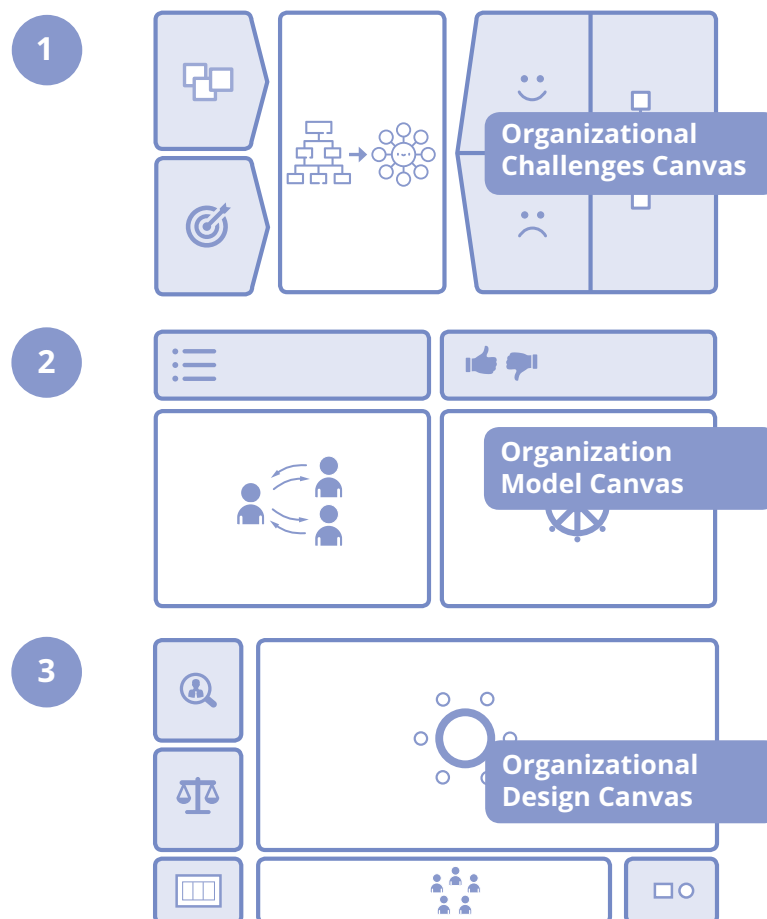 1
Organizational
Challenges Canvas
2
Organization
Model Canvas
3
Organizational
Design Canvas